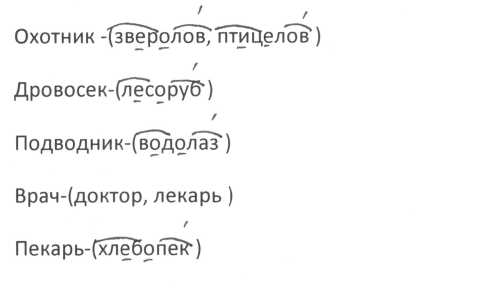 Охотник -(зверолов, птицелов )
Дровосек-(лесоруб )
Подводник-(водолаз )
Врач-(доктор, лекарь )
Пекарь-(хлебопек )